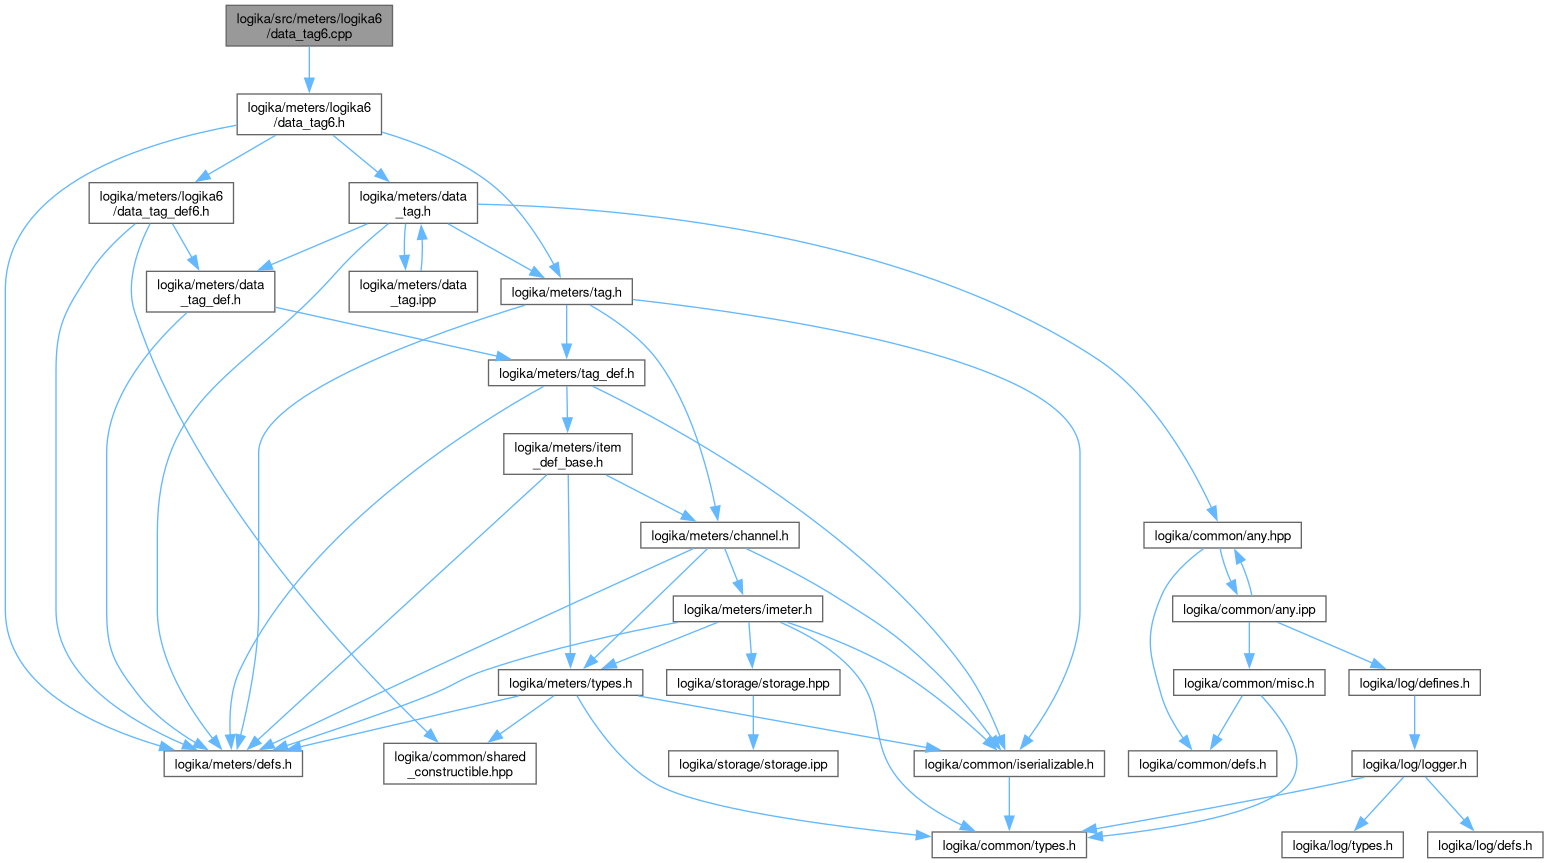 logika/src/meters/logika6
/data_tag6.cpp
logika/meters/logika6
/data_tag6.h
logika/meters/logika6
/data_tag_def6.h
logika/meters/data
_tag.h
logika/meters/data
_tag_def.h
logika/meters/data
_tag.ipp
logika/meters/tag.h
logika/meters/tag_def.h
logika/meters/item
_def_base.h
logika/meters/channel.h
logika/common/any.hpp
logika/meters/imeter.h
logika/common/any.ipp
logika/meters/types.h
logika/storage/storage.hpp
logika/common/misc.h
logika/log/defines.h
logika/meters/defs.h
logika/common/shared
_constructible.hpp
logika/storage/storage.ipp
logika/common/iserializable.h
logika/common/defs.h
logika/log/logger.h
logika/common/types.h
logika/log/types.h
logika/log/defs.h